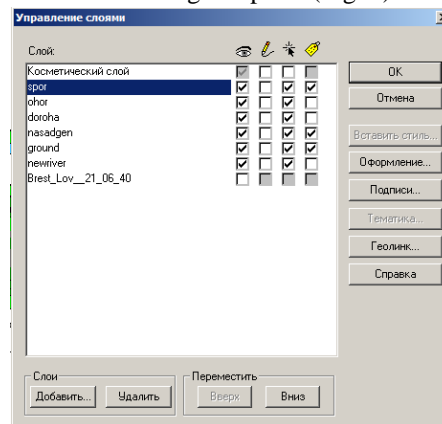 Управление слоями
Слой:
Косметический слой
spor
ohor
doroha
nasadgen
ground
newriver
Brest_Lov__21_06_40
OK
Отмена
Вставить стиль...
Оформление...
Подписи...
Тематика...
Геолинк...
Справка
Слои
Добавить...
Удалить
Переместить
Вверх
Вниз